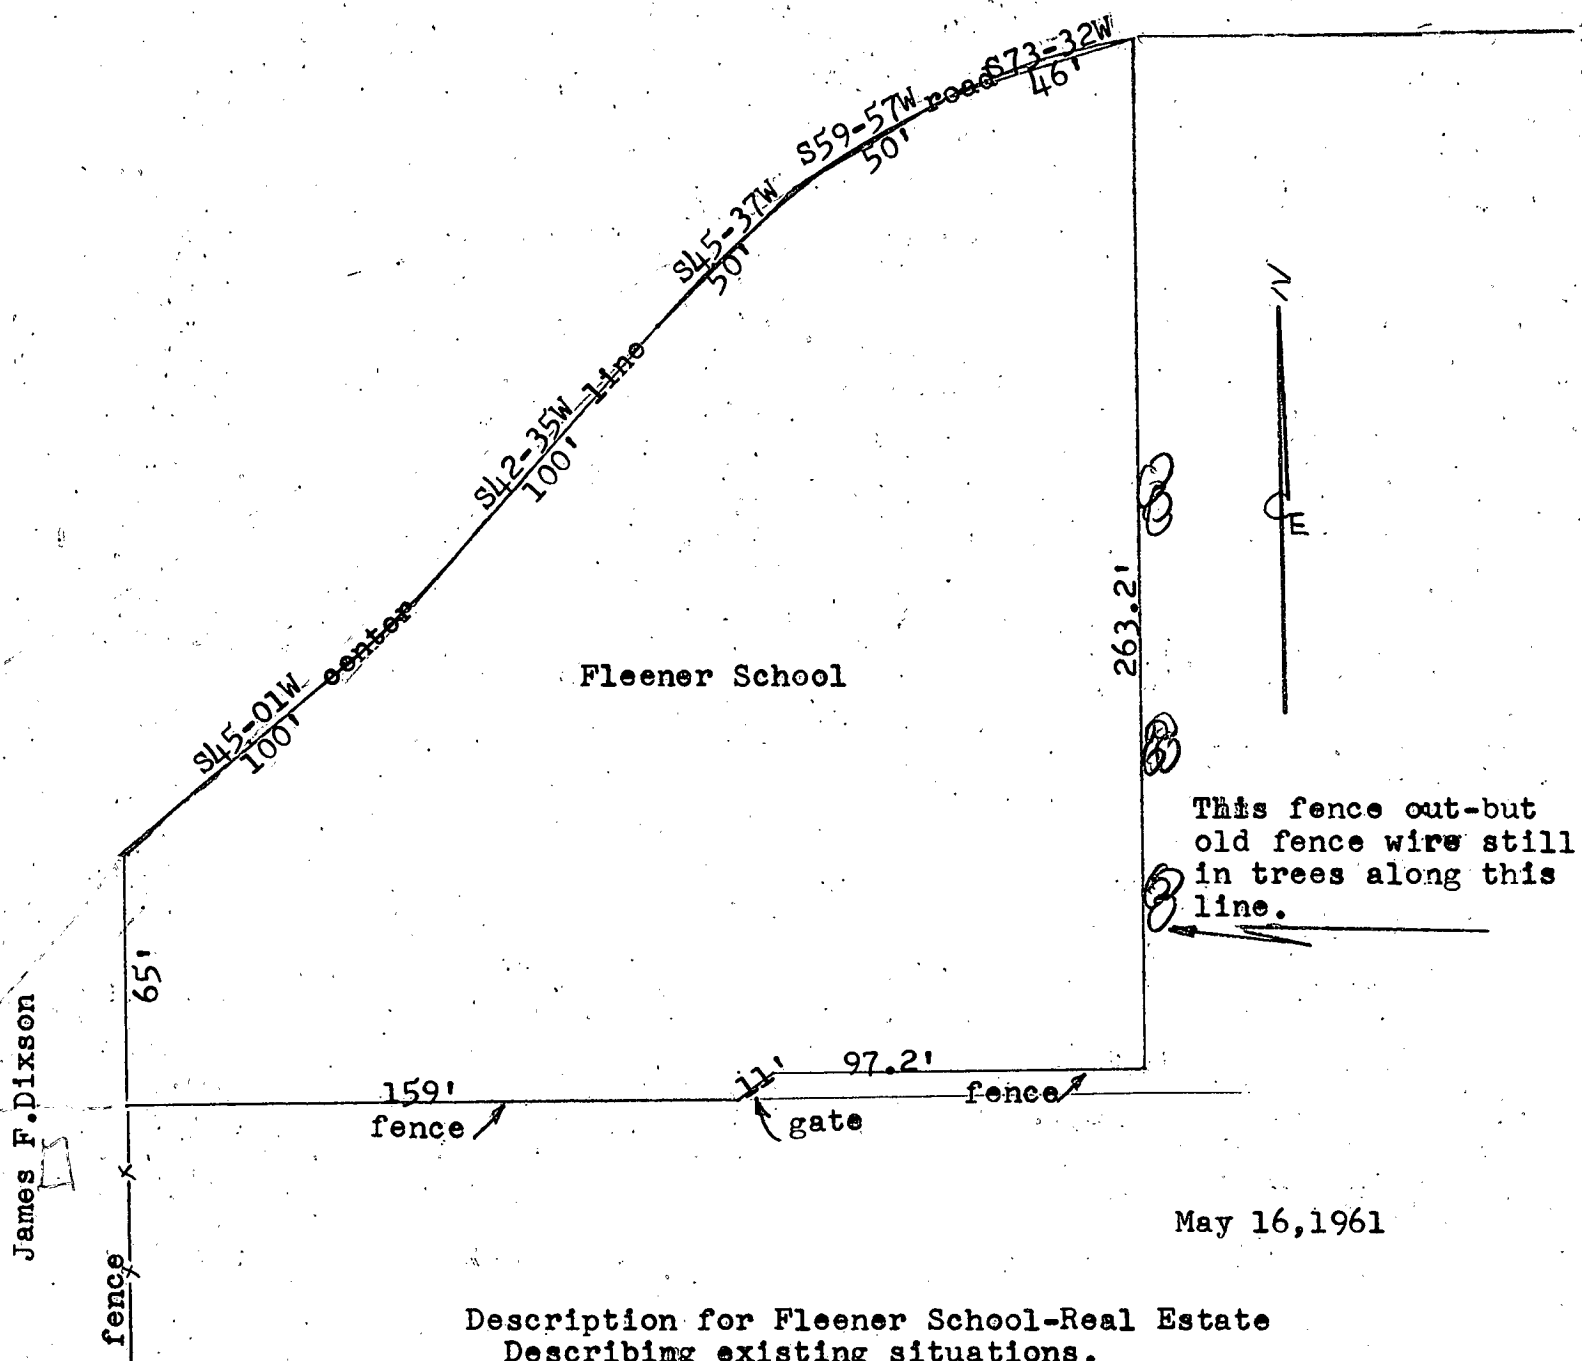 S73-32W
46'
road
S59-57W
50'
S45-37W
50'
line
S42-35W
100'
center
S45-01W
100'
N
E
263.2'
Fleener School
This fence out-but
old fence wire still
in trees along this
line.
65'
James F.Dixson
11'
97.2'
159'
fence
fence
gate
May 16,1961
fence
Description for Fleener School-Real Estate
Describimg existing situations.